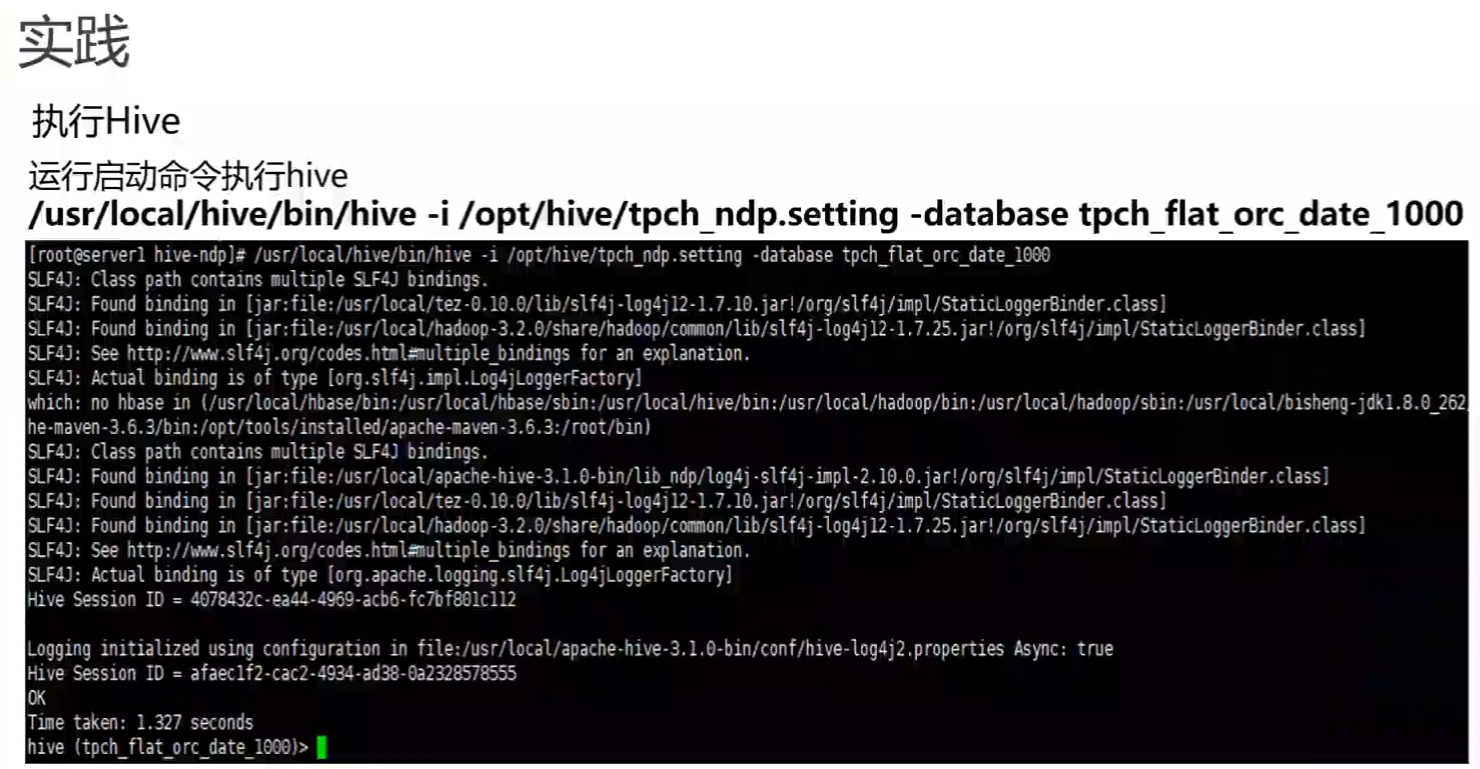 实践
执行Hive
运行启动命令执行hive
/usr/local/hive/bin/hive -i /opt/hive/tpch_ndp.setting -database tpch_flat_orc_date_1000
[root@server1 hive-ndp]# /usr/local/hive/bin/hive -i /opt/hive/tpch_ndp.setting -database tpch_flat_orc_date_1000
SLF4J: Class path contains multiple SLF4J bindings.
SLF4J: Found binding in [jar:file:/usr/local/tez-0.10.0/lib/slf4j-log4j12-1.7.10.jar!/org/slf4j/impl/StaticLoggerBinder.class]
SLF4J: Found binding in [jar:file:/usr/local/hadoop-3.2.0/share/hadoop/common/lib/slf4j-log4j12-1.7.25.jar!/org/slf4j/impl/StaticLoggerBinder.class]
SLF4J: See http://www.slf4j.org/codes.html#multiple_bindings for an explanation.
SLF4J: Actual binding is of type [org.slf4j.impl.Log4jLoggerFactory]
which: no hbase in (/usr/local/hbase/bin:/usr/local/hbase/sbin:/usr/local/hive/bin:/usr/local/hadoop/bin:/usr/local/hadoop/sbin:/usr/local/bisheng-jdk1.8.0_262
he-maven-3.6.3/bin:/opt/tools/installed/apache-maven-3.6.3:/root/bin)
SLF4J: Class path contains multiple SLF4J bindings.
SLF4J: Found binding in [jar:file:/usr/local/apache-hive-3.1.0-bin/lib_ndp/log4j-slf4j-impl-2.10.0.jar!/org/slf4j/impl/StaticLoggerBinder.class]
SLF4J: Found binding in [jar:file:/usr/local/tez-0.10.0/lib/slf4j-log4j12-1.7.10.jar!/org/slf4j/impl/StaticLoggerBinder.class]
SLF4J: Found binding in [jar:file:/usr/local/hadoop-3.2.0/share/hadoop/common/lib/slf4j-log4j12-1.7.25.jar!/org/slf4j/impl/StaticLoggerBinder.class]
SLF4J: See http://www.slf4j.org/codes.html#multiple_bindings for an explanation.
SLF4J: Actual binding is of type [org.apache.logging.slf4j.Log4jLoggerFactory]
Hive Session ID = 4078432c-ea44-4969-acb6-fc7bf801c112
Logging initialized using configuration in file:/usr/local/apache-hive-3.1.0-bin/conf/hive-log4j2.properties Async: true
Hive Session ID = afaec1f2-cac2-4934-ad38-0a2328578555
OK
Time taken: 1.327 seconds
hive (tpch_flat_orc_date_1000)>